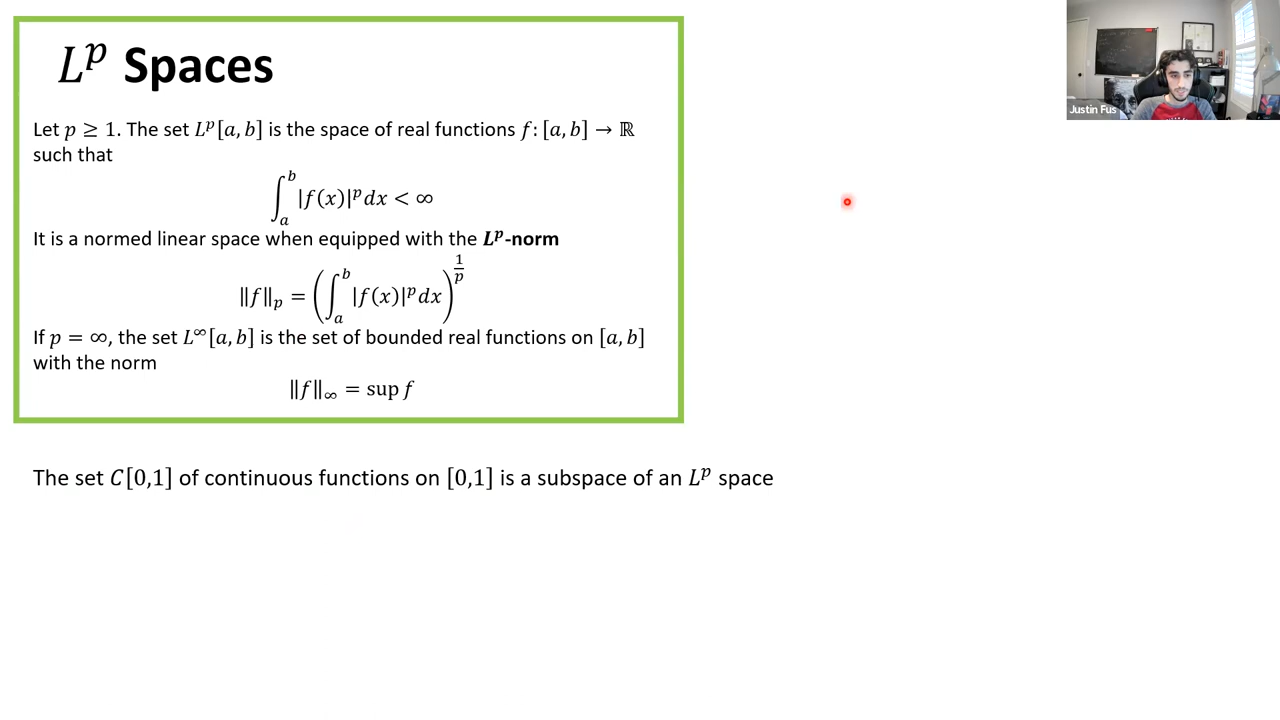 L^p Spaces
Let p ≥ 1. The set L^p[a, b] is the space of real functions f: [a, b] → ℝ
such that
∫_a^b |f(x)|^p dx < ∞
It is a normed linear space when equipped with the L^p-norm
‖f‖_p = (∫_a^b |f(x)|^p dx)^(1/p)
If p = ∞, the set L^∞[a, b] is the set of bounded real functions on [a, b]
with the norm
‖f‖_∞ = sup f
The set C[0,1] of continuous functions on [0,1] is a subspace of an L^p space
Justin Fus